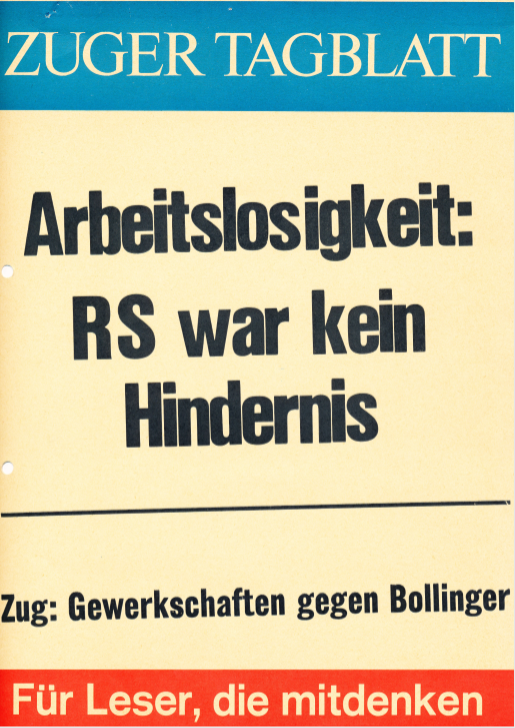 ZUGER TAGBLATT
Arbeitslosigkeit:
RS war kein
Hindernis
Zug: Gewerkschaften gegen Bollinger
Für Leser, die mitdenken